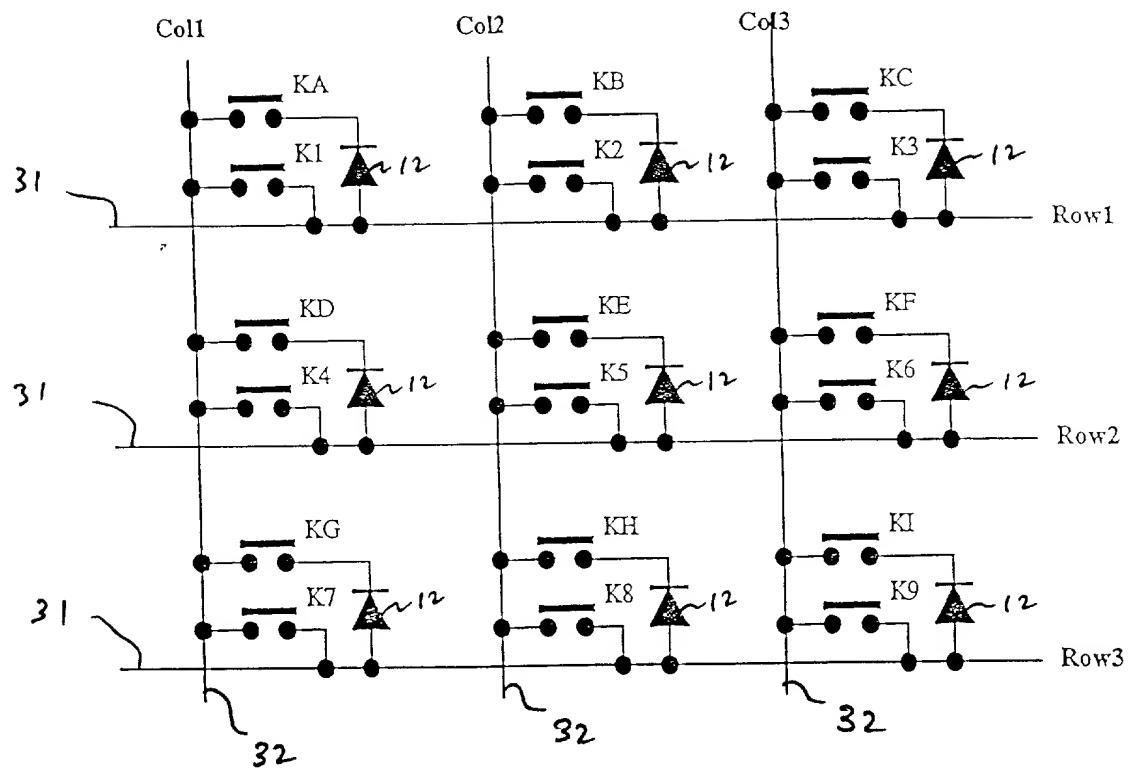 Col1 Col2 Col3
KA KB KC
K1 12 K2 12 K3 12
31
Row1
KD KE KF
K4 12 K5 12 K6 12
31
Row2
KG KH KI
K7 12 K8 12 K9 12
31
Row3
32 32 32